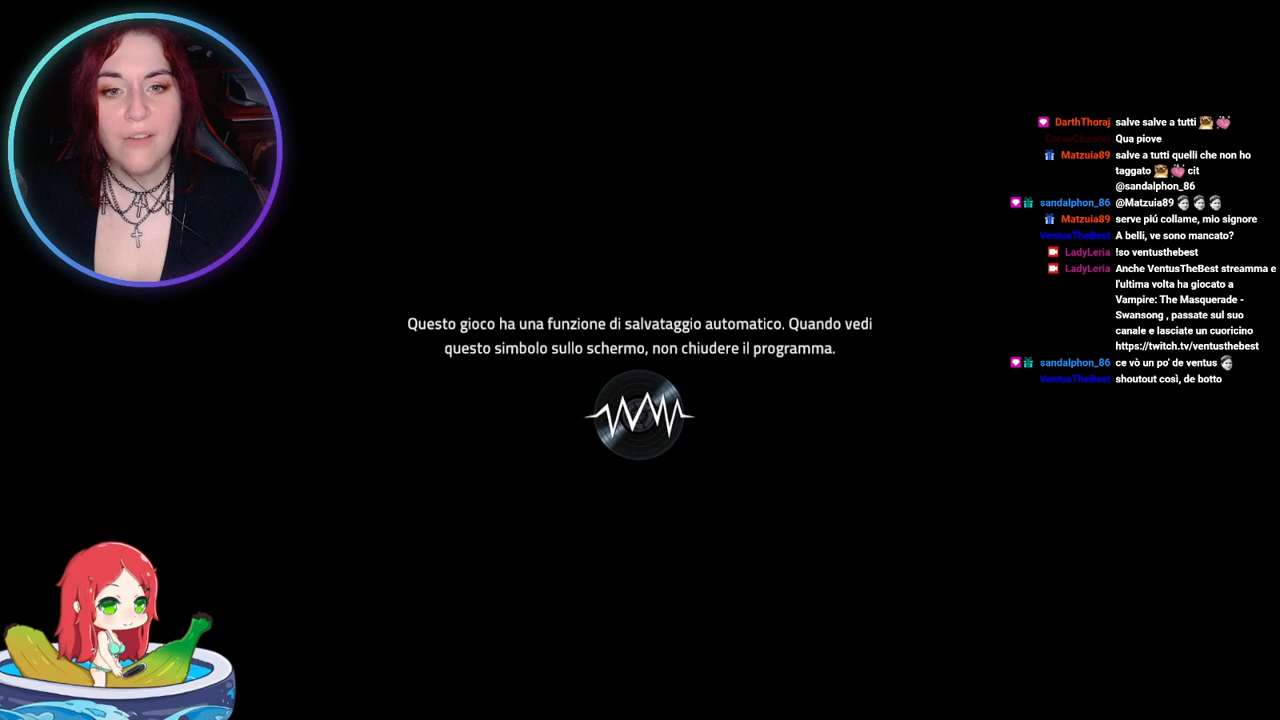 Questo gioco ha una funzione di salvataggio automatico. Quando vedi
questo simbolo sullo schermo, non chiudere il programma.
DarthThoraj salve salve a tutti
CorvoChannel Qua piove
Matzuia89 salve a tutti quelli che non ho
taggato cit
@sandalphon_86
sandalphon_86 @Matzuia89
Matzuia89 serve piú collame, mio signore
VentusTheBest A belli, ve sono mancato?
LadyLeria !so ventusthebest
LadyLeria Anche VentusTheBest streamma e
l'ultima volta ha giocato a
Vampire: The Masquerade -
Swansong , passate sul suo
canale e lasciate un cuoricino
https://twitch.tv/ventusthebest
sandalphon_86 ce vò un po' de ventus
VentusTheBest shoutout così, de botto